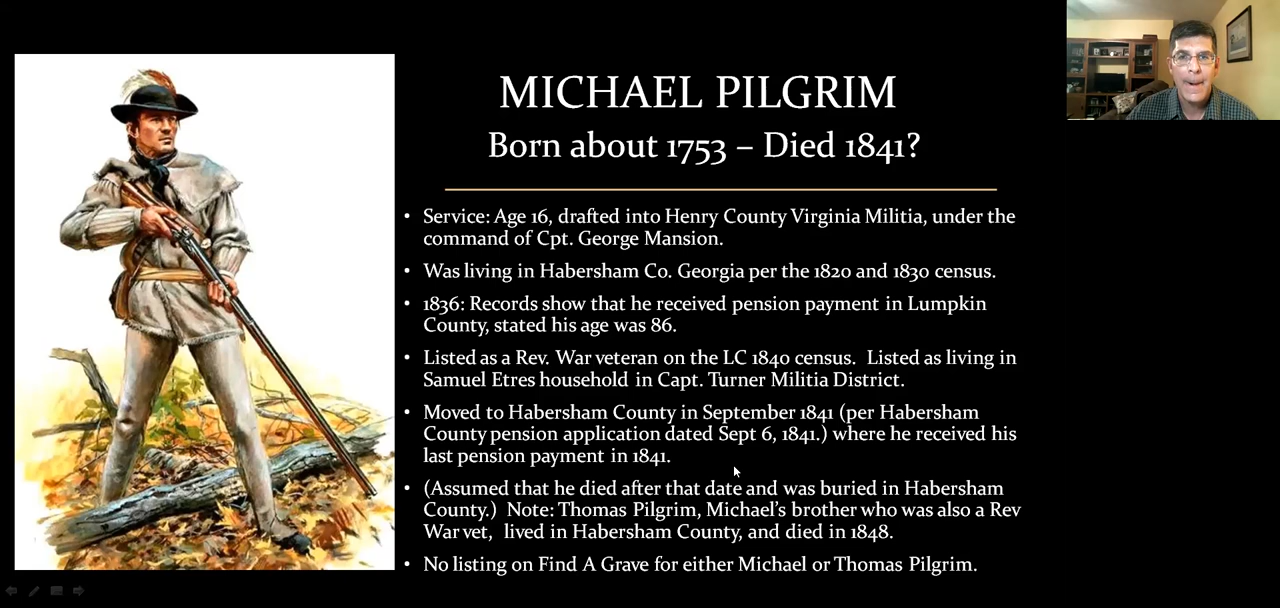 MICHAEL PILGRIM
Born about 1753 – Died 1841?
• Service: Age 16, drafted into Henry County Virginia Militia, under the
command of Cpt. George Mansion.
• Was living in Habersham Co. Georgia per the 1820 and 1830 census.
• 1836: Records show that he received pension payment in Lumpkin
County, stated his age was 86.
• Listed as a Rev. War veteran on the LC 1840 census.  Listed as living in
Samuel Etres household in Capt. Turner Militia District.
• Moved to Habersham County in September 1841 (per Habersham
County pension application dated Sept 6, 1841.) where he received his
last pension payment in 1841.
• (Assumed that he died after that date and was buried in Habersham
County.)  Note: Thomas Pilgrim, Michael’s brother who was also a Rev
War vet,  lived in Habersham County, and died in 1848.
• No listing on Find A Grave for either Michael or Thomas Pilgrim.